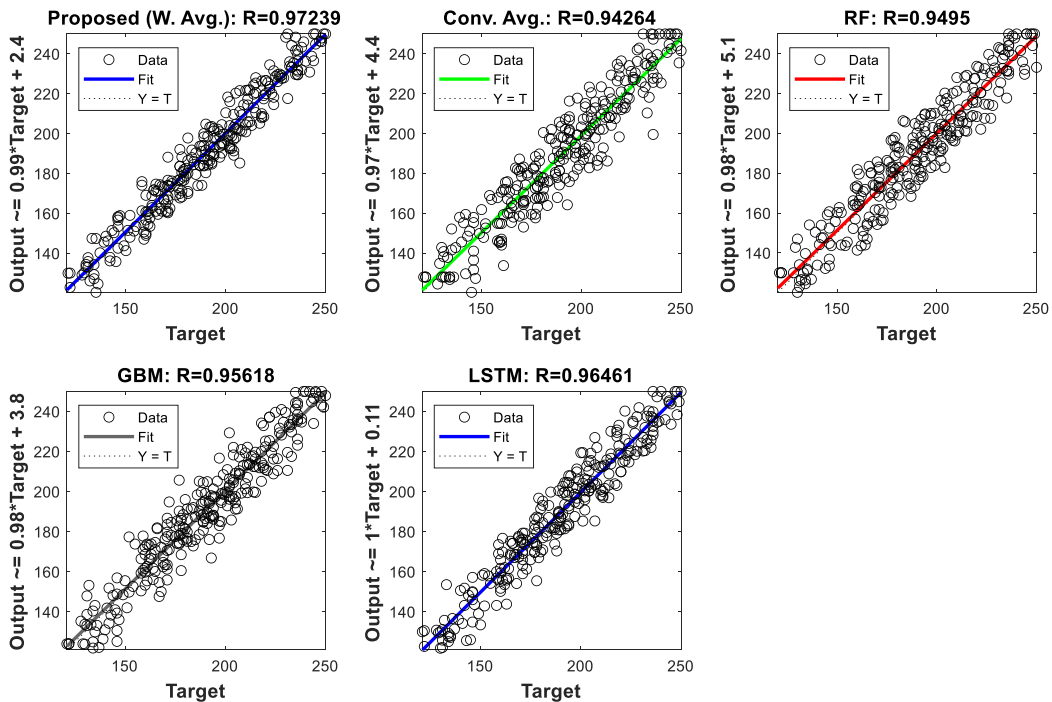 Proposed (W. Avg.): R=0.97239
Output ~= 0.99*Target + 2.4
240
220
200
180
160
140
Data
Fit
Y = T
150
200
250
Target
Conv. Avg.: R=0.94264
Output ~= 0.97*Target + 4.4
240
220
200
180
160
140
Data
Fit
Y = T
150
200
250
Target
RF: R=0.9495
Output ~= 0.98*Target + 5.1
240
220
200
180
160
140
Data
Fit
Y = T
150
200
250
Target
GBM: R=0.95618
Output ~= 0.98*Target + 3.8
240
220
200
180
160
140
Data
Fit
Y = T
150
200
250
Target
LSTM: R=0.96461
Output ~= 1*Target + 0.11
240
220
200
180
160
140
Data
Fit
Y = T
150
200
250
Target